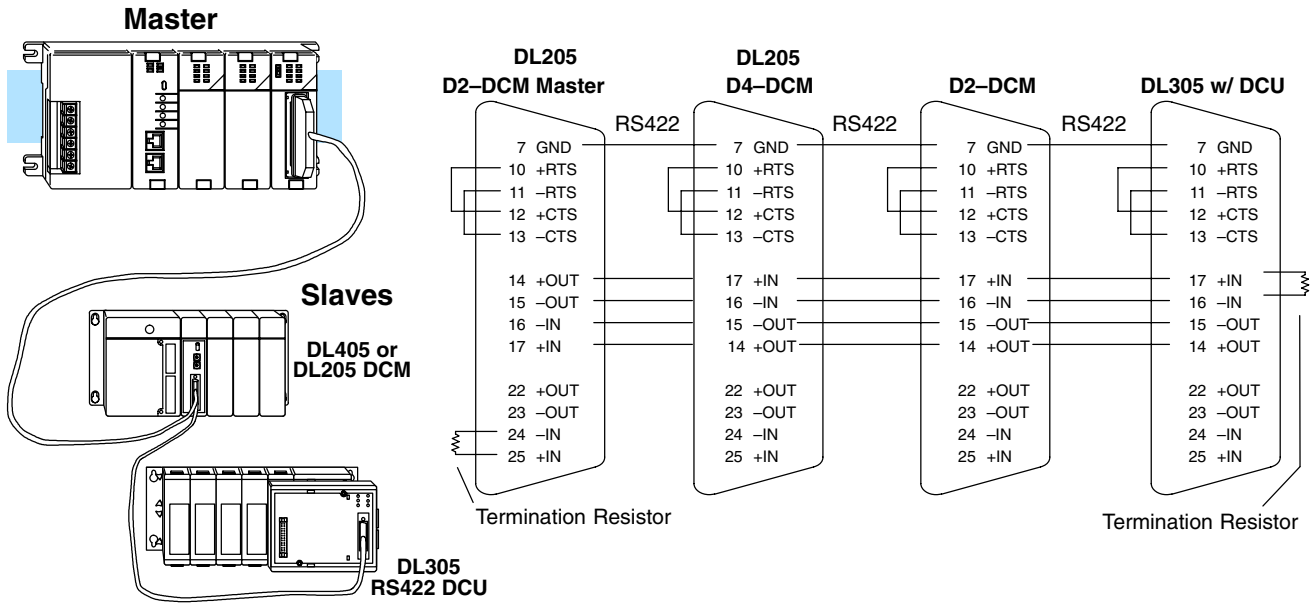 Master
Slaves
DL405 or
DL205 DCM
DL305
RS422 DCU
DL205
D2–DCM Master
DL205
D4–DCM
D2–DCM
DL305 w/ DCU
RS422
RS422
RS422
7 GND
10 +RTS
11 –RTS
12 +CTS
13 –CTS
14 +OUT
15 –OUT
16 –IN
17 +IN
22 +OUT
23 –OUT
24 –IN
25 +IN
Termination Resistor
7 GND
10 +RTS
11 –RTS
12 +CTS
13 –CTS
17 +IN
16 –IN
15 –OUT
14 +OUT
22 +OUT
23 –OUT
24 –IN
25 +IN
7 GND
10 +RTS
11 –RTS
12 +CTS
13 –CTS
17 +IN
16 –IN
15 –OUT
14 +OUT
22 +OUT
23 –OUT
24 –IN
25 +IN
7 GND
10 +RTS
11 –RTS
12 +CTS
13 –CTS
17 +IN
16 –IN
15 –OUT
14 +OUT
22 +OUT
23 –OUT
24 –IN
25 +IN
Termination Resistor